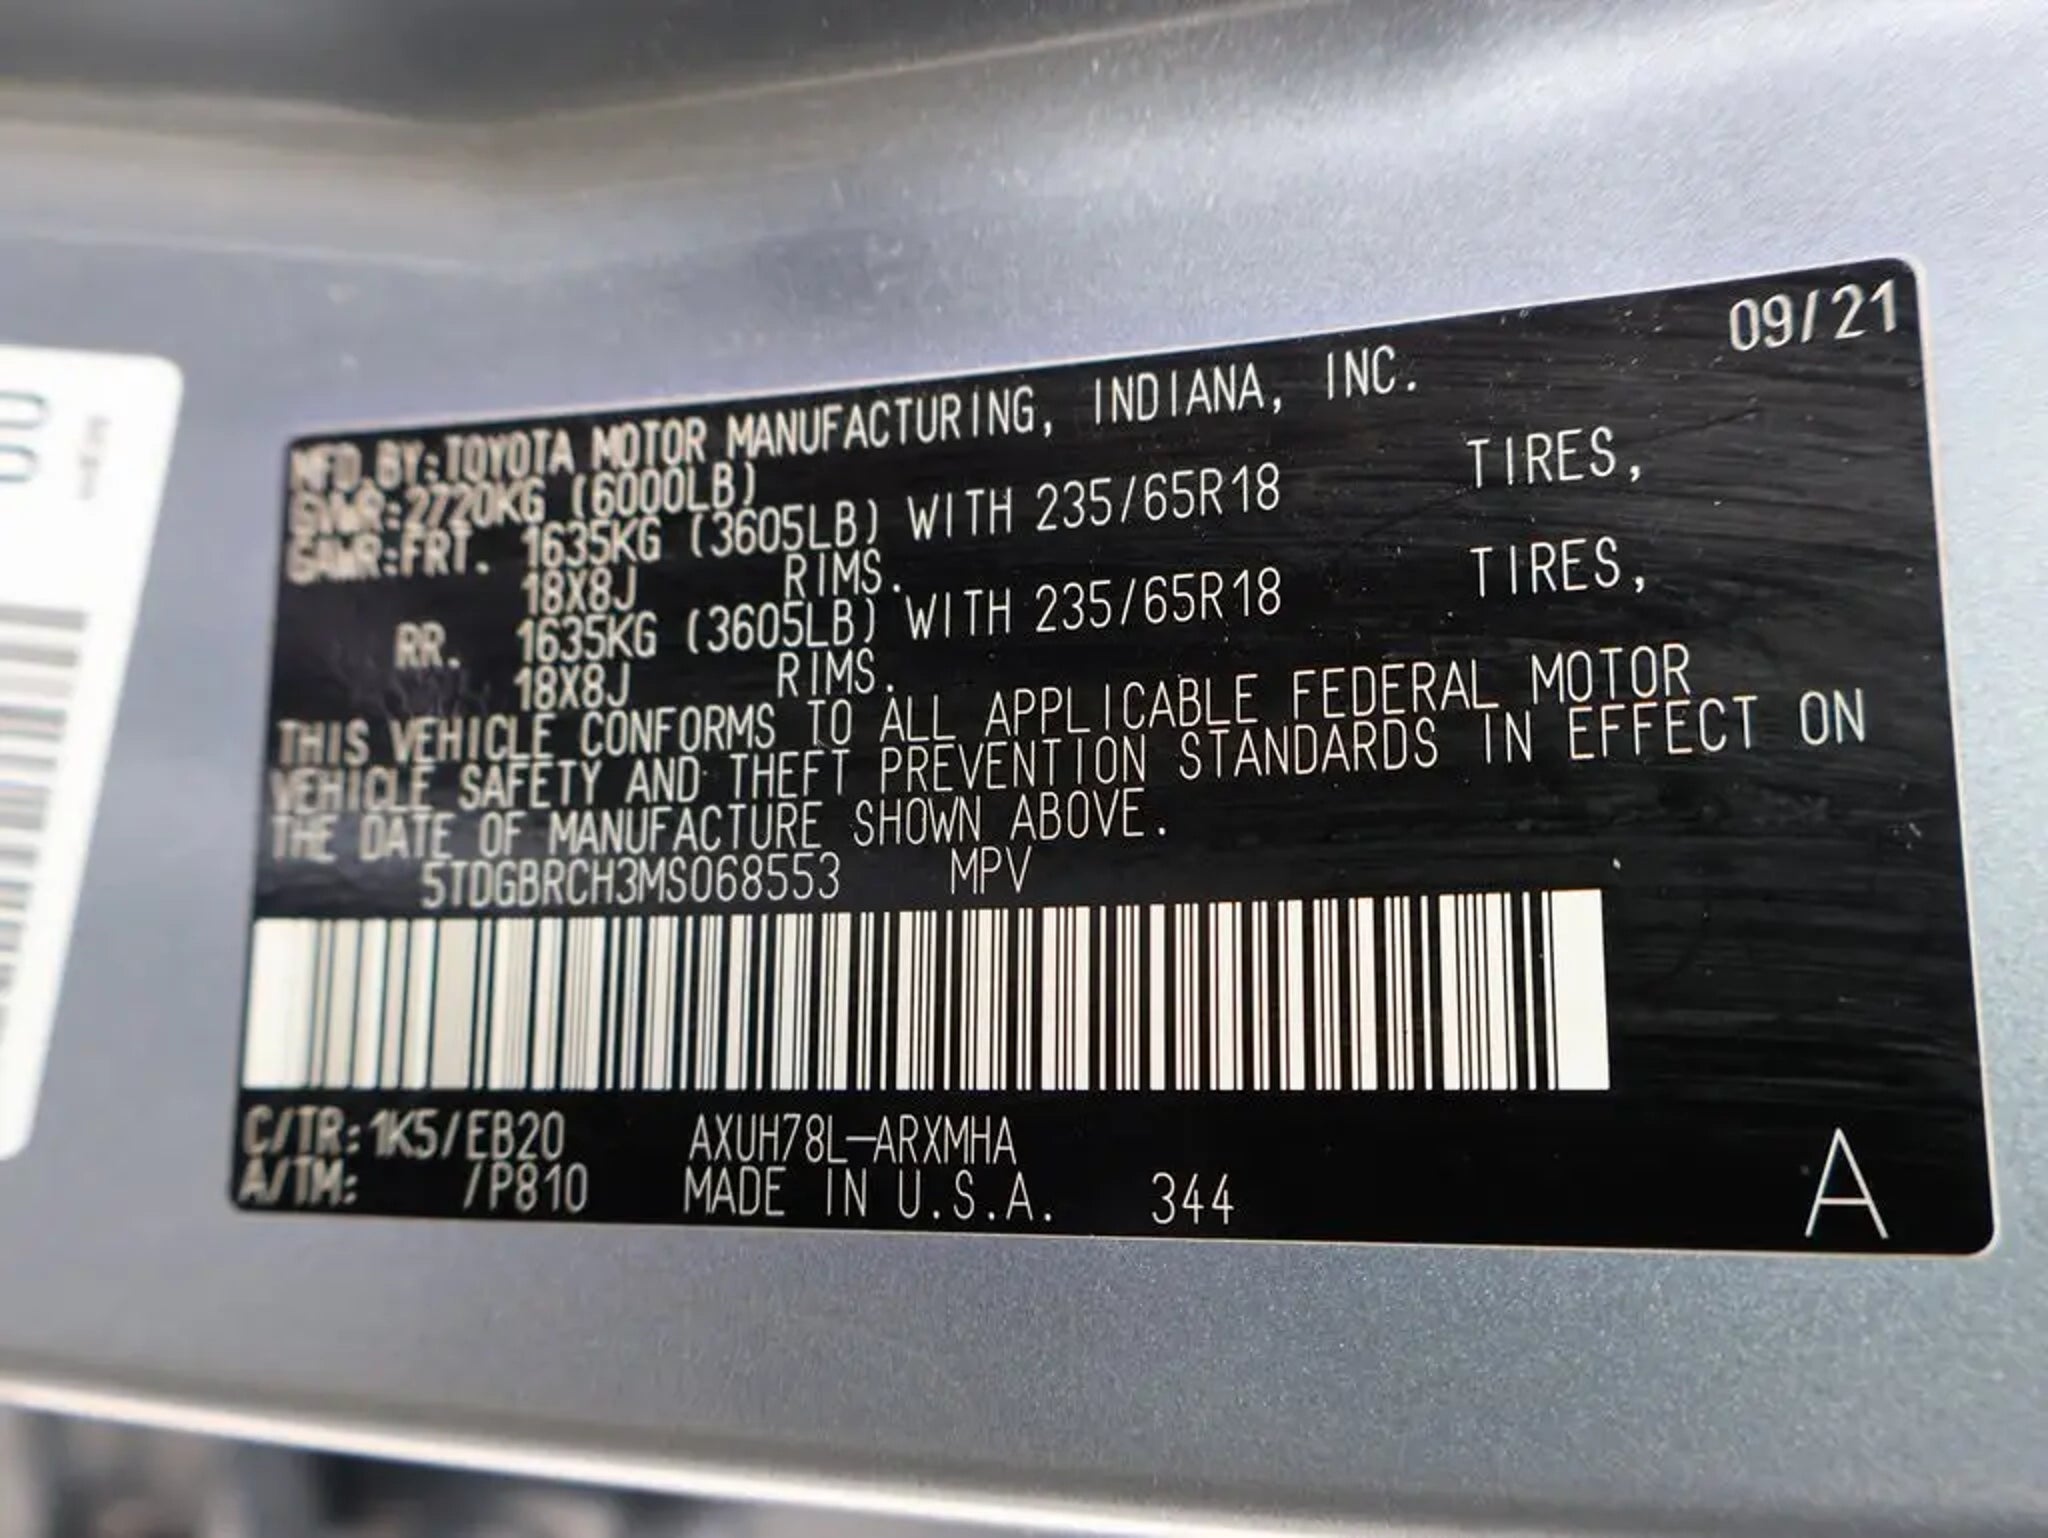 09/21
MFD.BY:TOYOTA MOTOR MANUFACTURING, INDIANA, INC.
GVWR:2720KG (6000LB)
GAWR:FRT. 1635KG (3605LB) WITH 235/65R18 TIRES,
18X8J RIMS.
RR. 1635KG (3605LB) WITH 235/65R18 TIRES,
18X8J RIMS.
THIS VEHICLE CONFORMS TO ALL APPLICABLE FEDERAL MOTOR
VEHICLE SAFETY AND THEFT PREVENTION STANDARDS IN EFFECT ON
THE DATE OF MANUFACTURE SHOWN ABOVE.
5TDGBRCH3MS068553 MPV
C/TR:1K5/EB20 AXUH78L-ARXMHA
A/TM: /P810 MADE IN U.S.A. 344
A